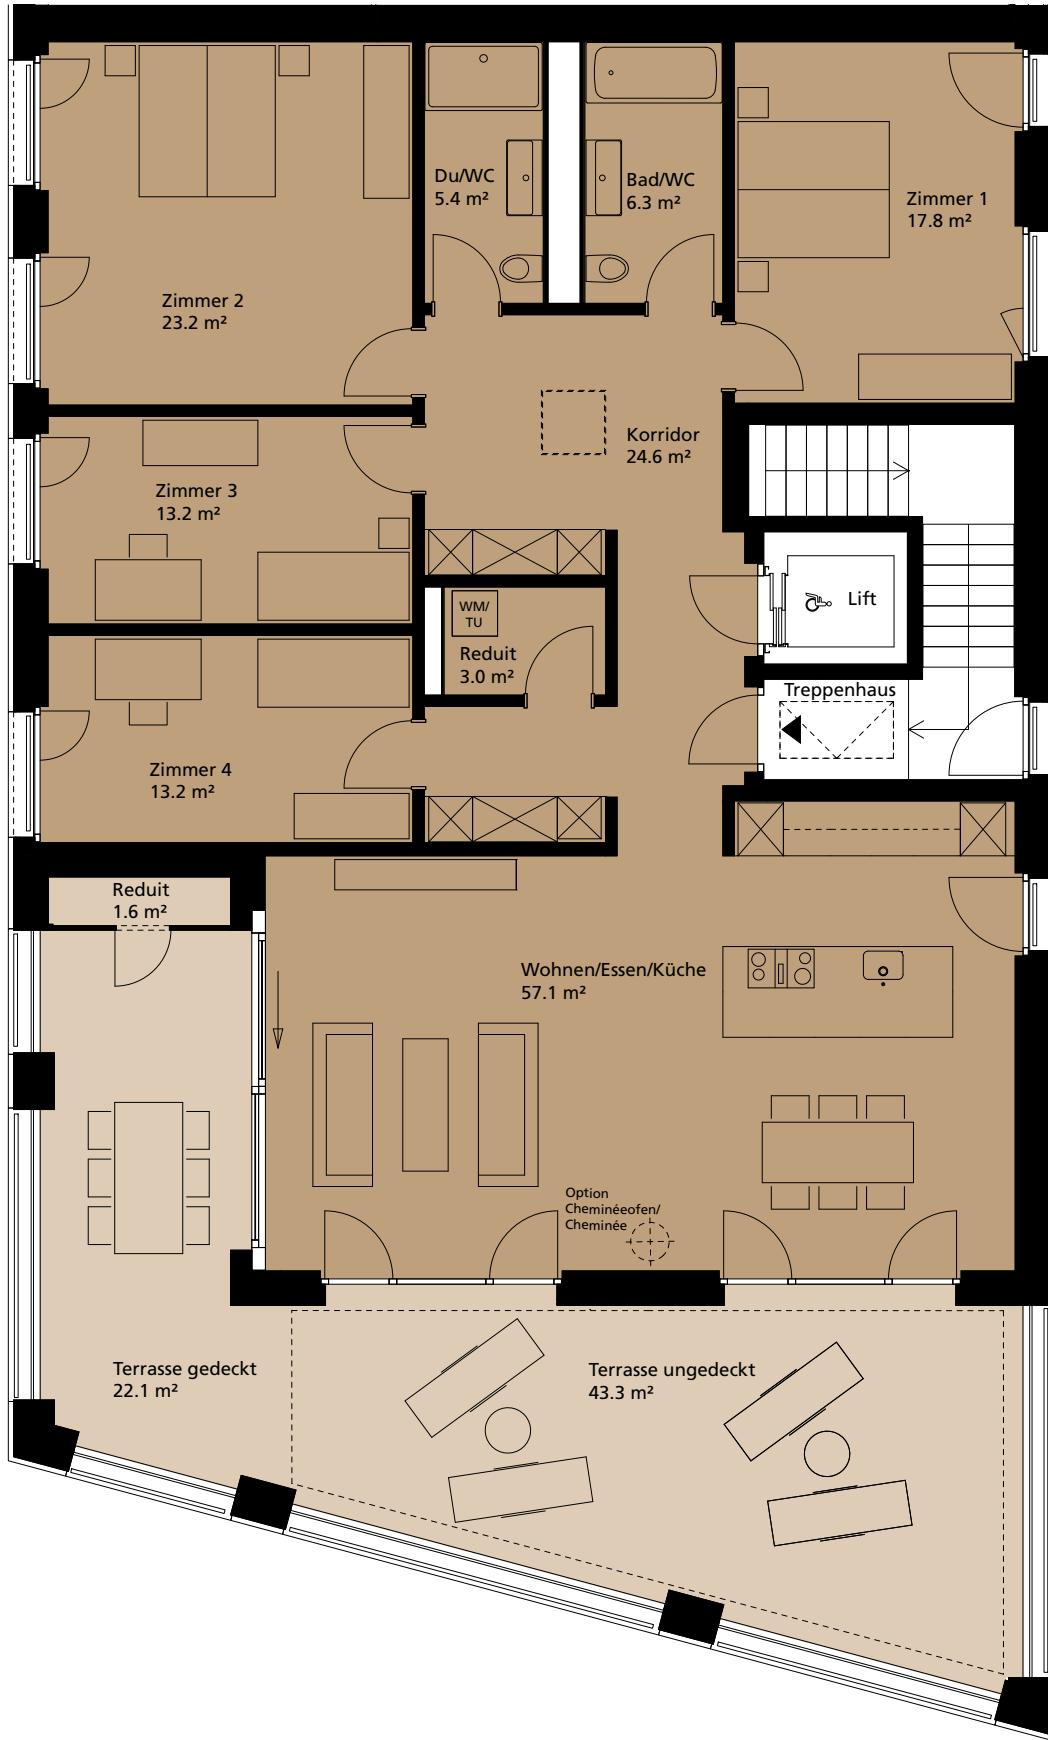 Du/WC
5.4 m²
Bad/WC
6.3 m²
Zimmer 1
17.8 m²
Zimmer 2
23.2 m²
Korridor
24.6 m²
Zimmer 3
13.2 m²
WM/
TU
Reduit
3.0 m²
Lift
Treppenhaus
Zimmer 4
13.2 m²
Reduit
1.6 m²
Wohnen/Essen/Küche
57.1 m²
Option
Cheminéeofen/
Cheminée
Terrasse gedeckt
22.1 m²
Terrasse ungedeckt
43.3 m²